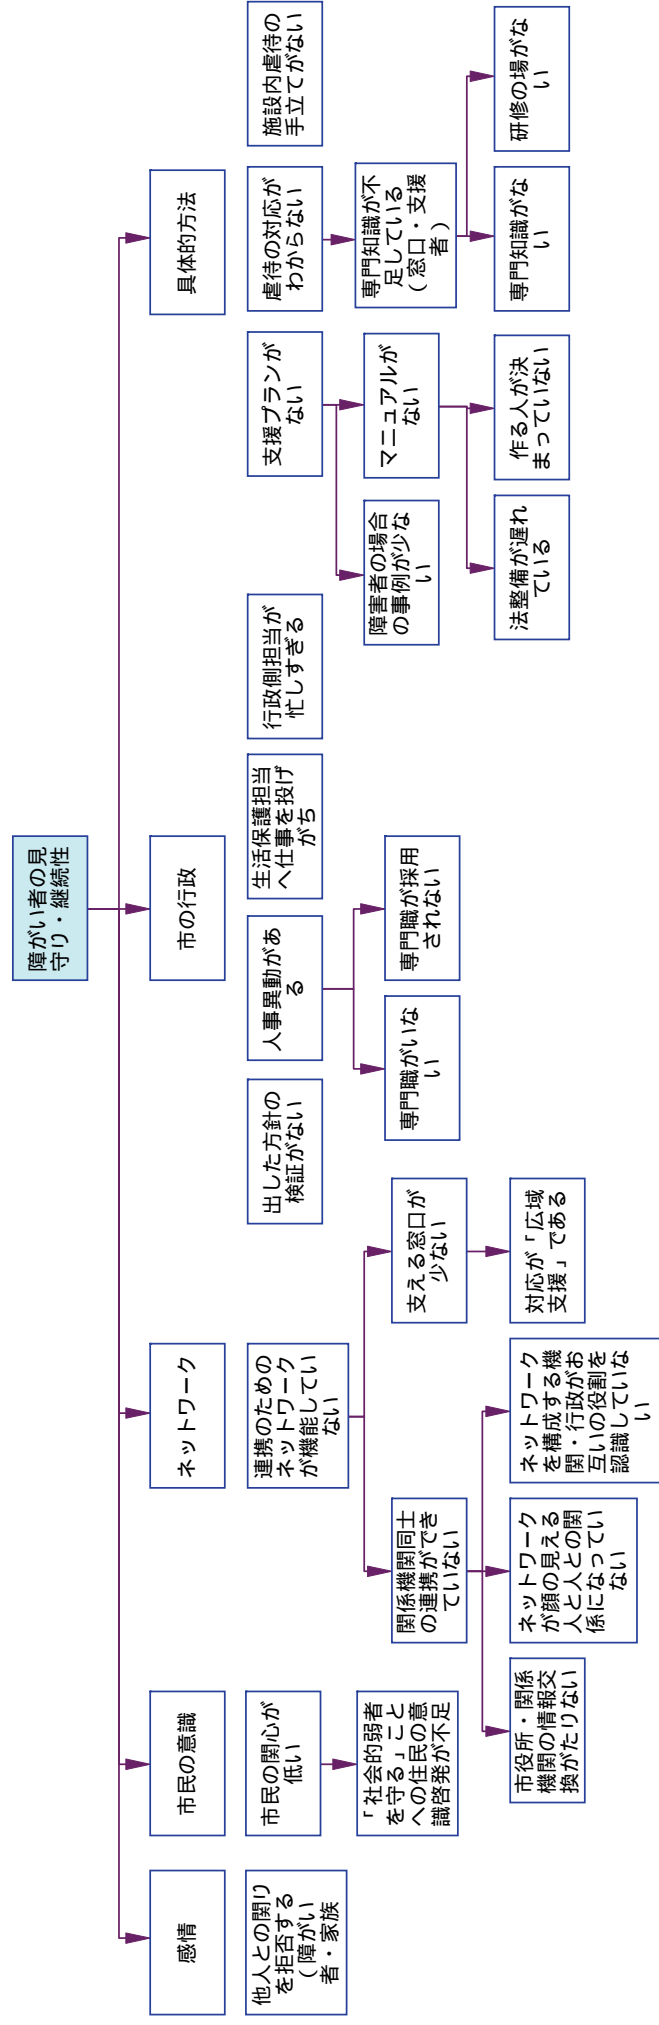 障がい者の見
守り・継続性
感情
市民の意識
ネットワーク
市の行政
具体的方法
他人との関り
を拒否する
（障がい
者・家族
市民の関心が
低い
「社会的弱者
を守る」こと
への住民の意
識啓発が不足
連携のための
ネットワーク
が機能してい
ない
関係機関同士
の連携ができ
ていない
支える窓口が
少ない
市役所・関係
機関の情報交
換がたりない
ネットワーク
が顔の見える
人と人との関
係になってい
ない
ネットワーク
を構成する機
関・行政がお
互いの役割を
認識していな
い
対応が「広域
支援」である
出した方針の
検証がない
人事異動があ
る
生活保護担当
へ仕事を投げ
がち
行政側担当が
忙しすぎる
専門職がいな
い
専門職が採用
されない
支援プランが
ない
虐待の対応が
わからない
施設内虐待の
手立てがない
障害者の場合
の事例が少な
い
マニュアルが
ない
専門知識が不
足している
（窓口・支援
者）
法整備が遅れ
ている
作る人が決
まっていない
専門知識がな
い
研修の場がな
い